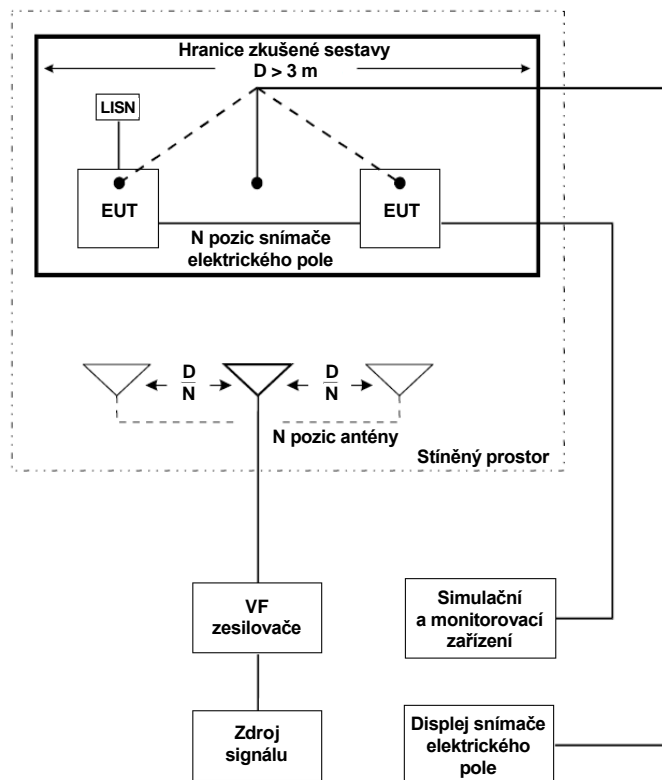 Hranice zkušené sestavy
D > 3 m
LISN
EUT
EUT
N pozic snímače
elektrického pole
D
N
D
N
N pozic antény
Stíněný prostor
VF
zesilovače
Simulační
a monitorovací
zařízení
Zdroj
signálu
Displej snímače
elektrického
pole